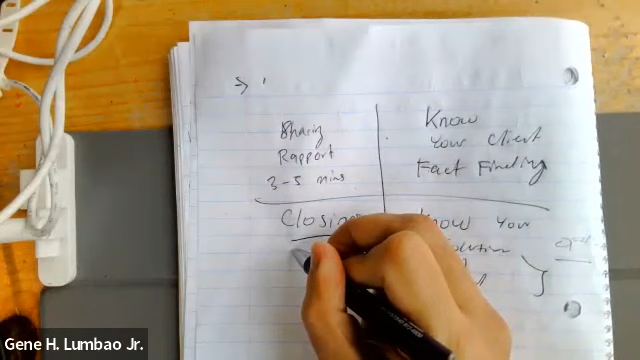 Sharing
Rapport
3-5 mins
Know
Your Client
Fact Finding
Closing
Know Your
Solution
Gene H. Lumbao Jr.